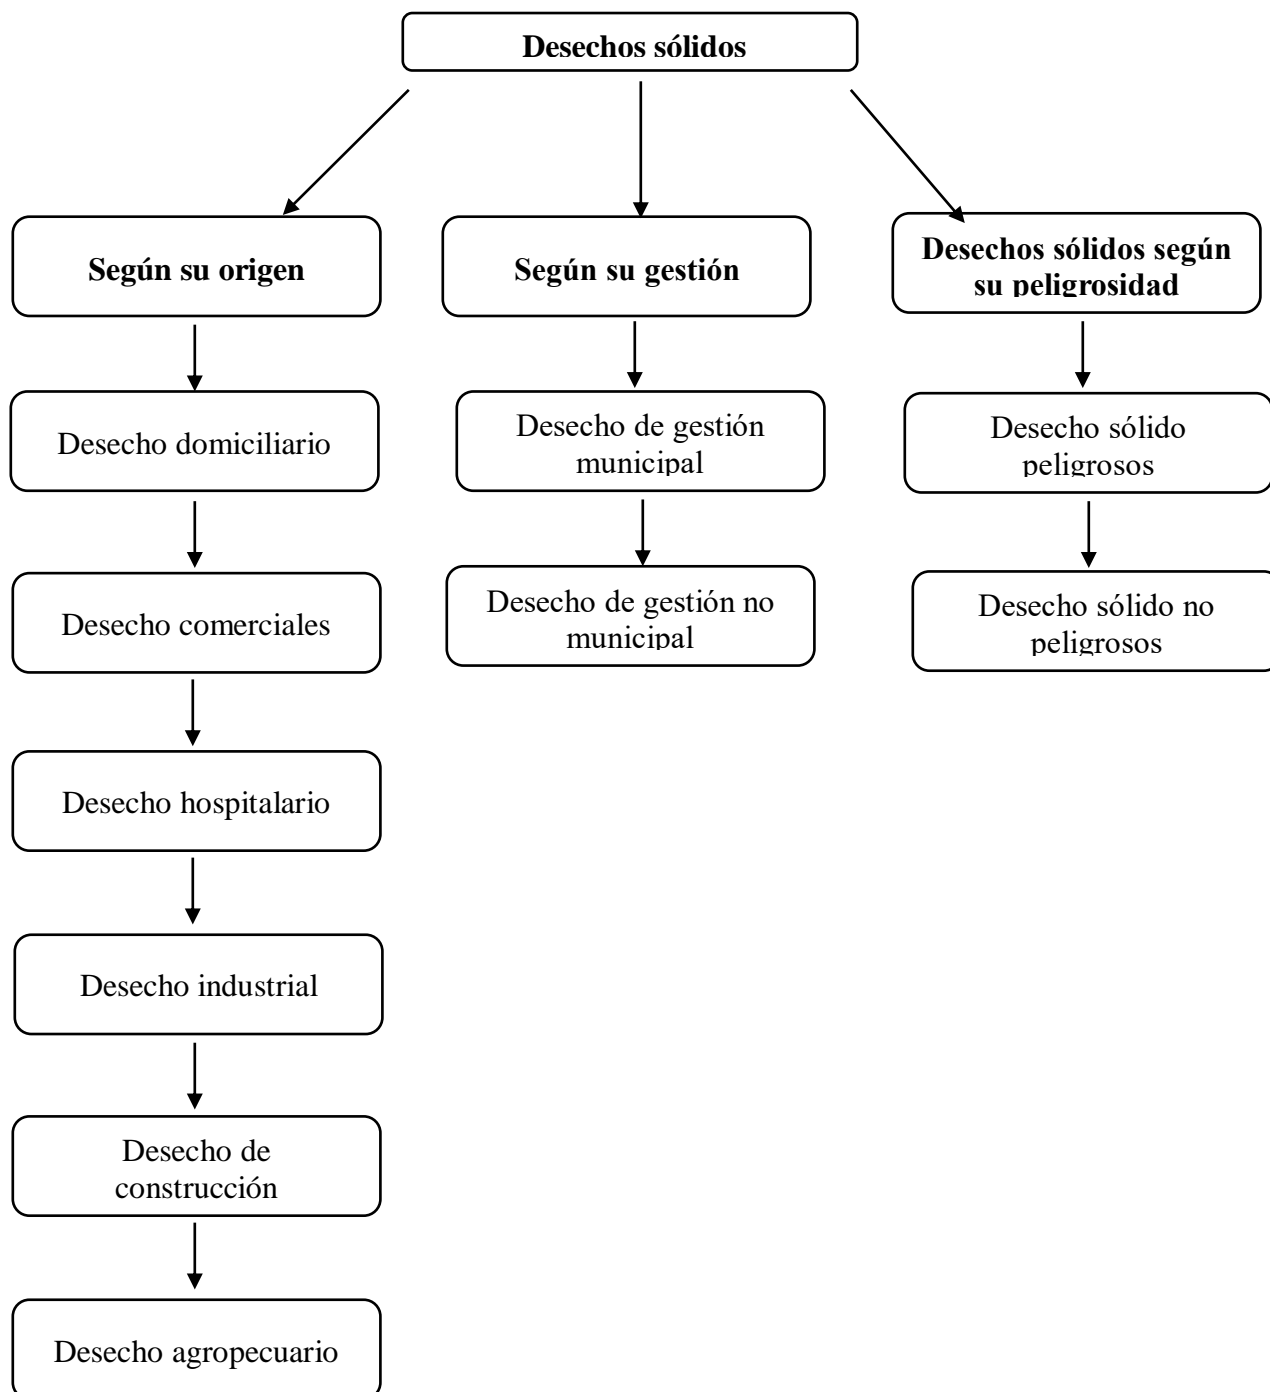 Desechos sólidos
Según su origen
Según su gestión
Desechos sólidos según
su peligrosidad
Desecho domiciliario
Desecho de gestión
municipal
Desecho sólido
peligrosos
Desecho comerciales
Desecho de gestión no
municipal
Desecho sólido no
peligrosos
Desecho hospitalario
Desecho industrial
Desecho de
construcción
Desecho agropecuario